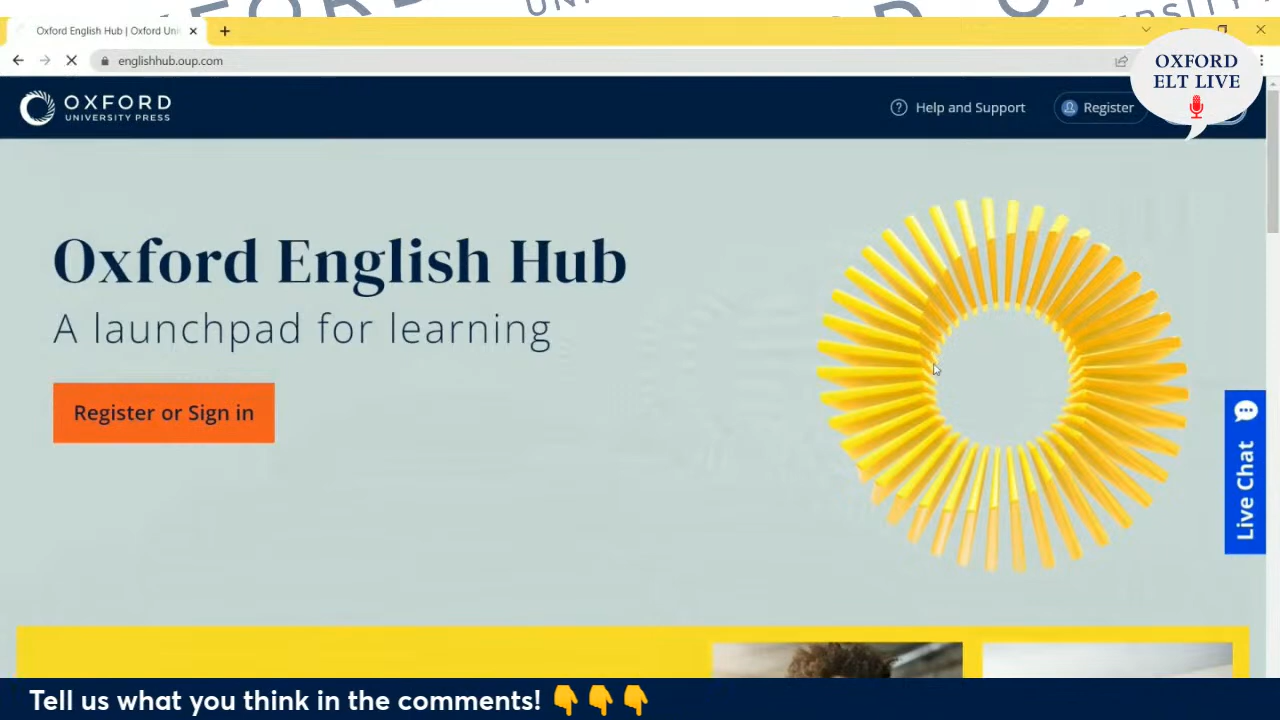 OXFORD
Oxford English Hub | Oxford Uni
englishhub.oup.com
OXFORD
ELT LIVE
OXFORD
UNIVERSITY PRESS
Help and Support
Register
Oxford English Hub
A launchpad for learning
Register or Sign in
Live Chat
Tell us what you think in the comments! 👇👇👇